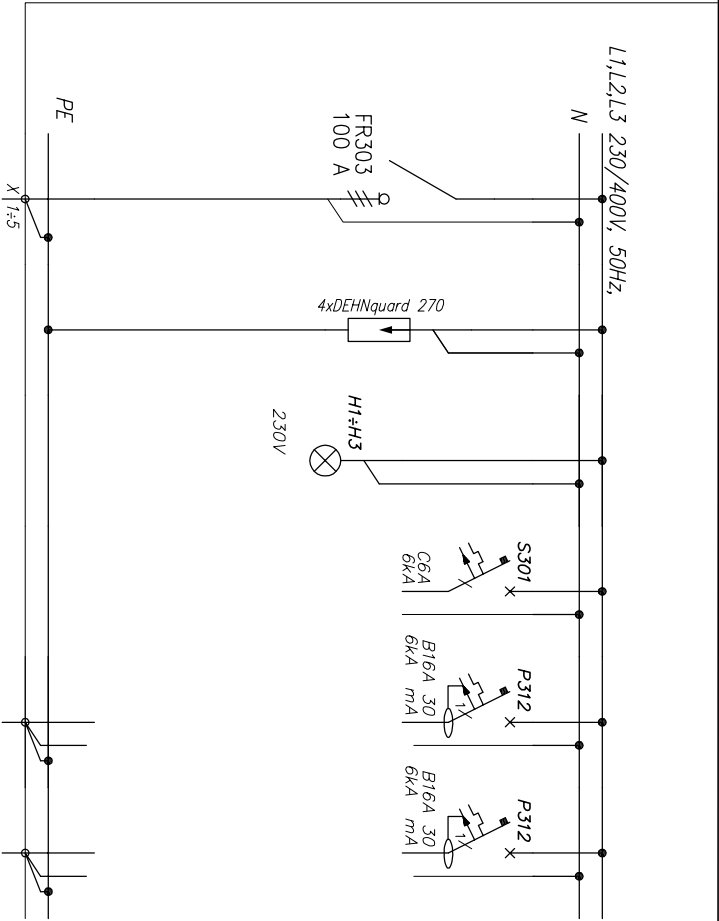 L1,L2,L3 230/400V, 50Hz,
N
FR303
100 A
PE
X 1÷5
4xDEHNquard 270
H1÷H3
230V
S301
C6A
6kA
P312
B16A 30
6kA mA
P312
B16A 30
6kA mA